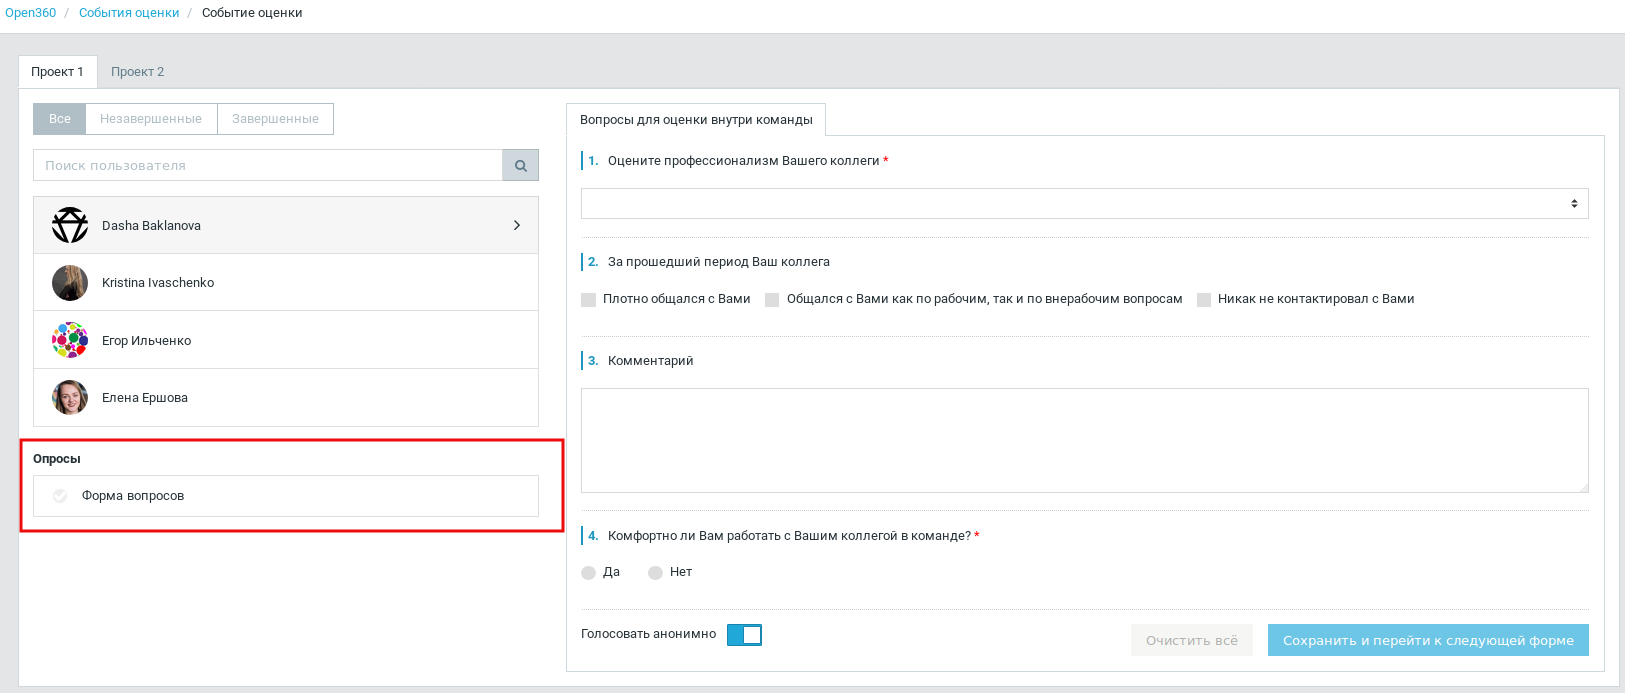 Open360 / События оценки / Событие оценки
Проект 1 Проект 2
Все Незавершенные Завершенные
Поиск пользователя
Dasha Baklanova
Kristina Ivaschenko
Егор Ильченко
Елена Ершова
Опросы
Форма вопросов
Вопросы для оценки внутри команды
1. Оцените профессионализм Вашего коллеги *
2. За прошедший период Ваш коллега
Плотно общался с Вами Общался с Вами как по рабочим, так и по внерабочим вопросам Никак не контактировал с Вами
3. Комментарий
4. Комфортно ли Вам работать с Вашим коллегой в команде? *
Да Нет
Голосовать анонимно Очистить всё Сохранить и перейти к следующей форме